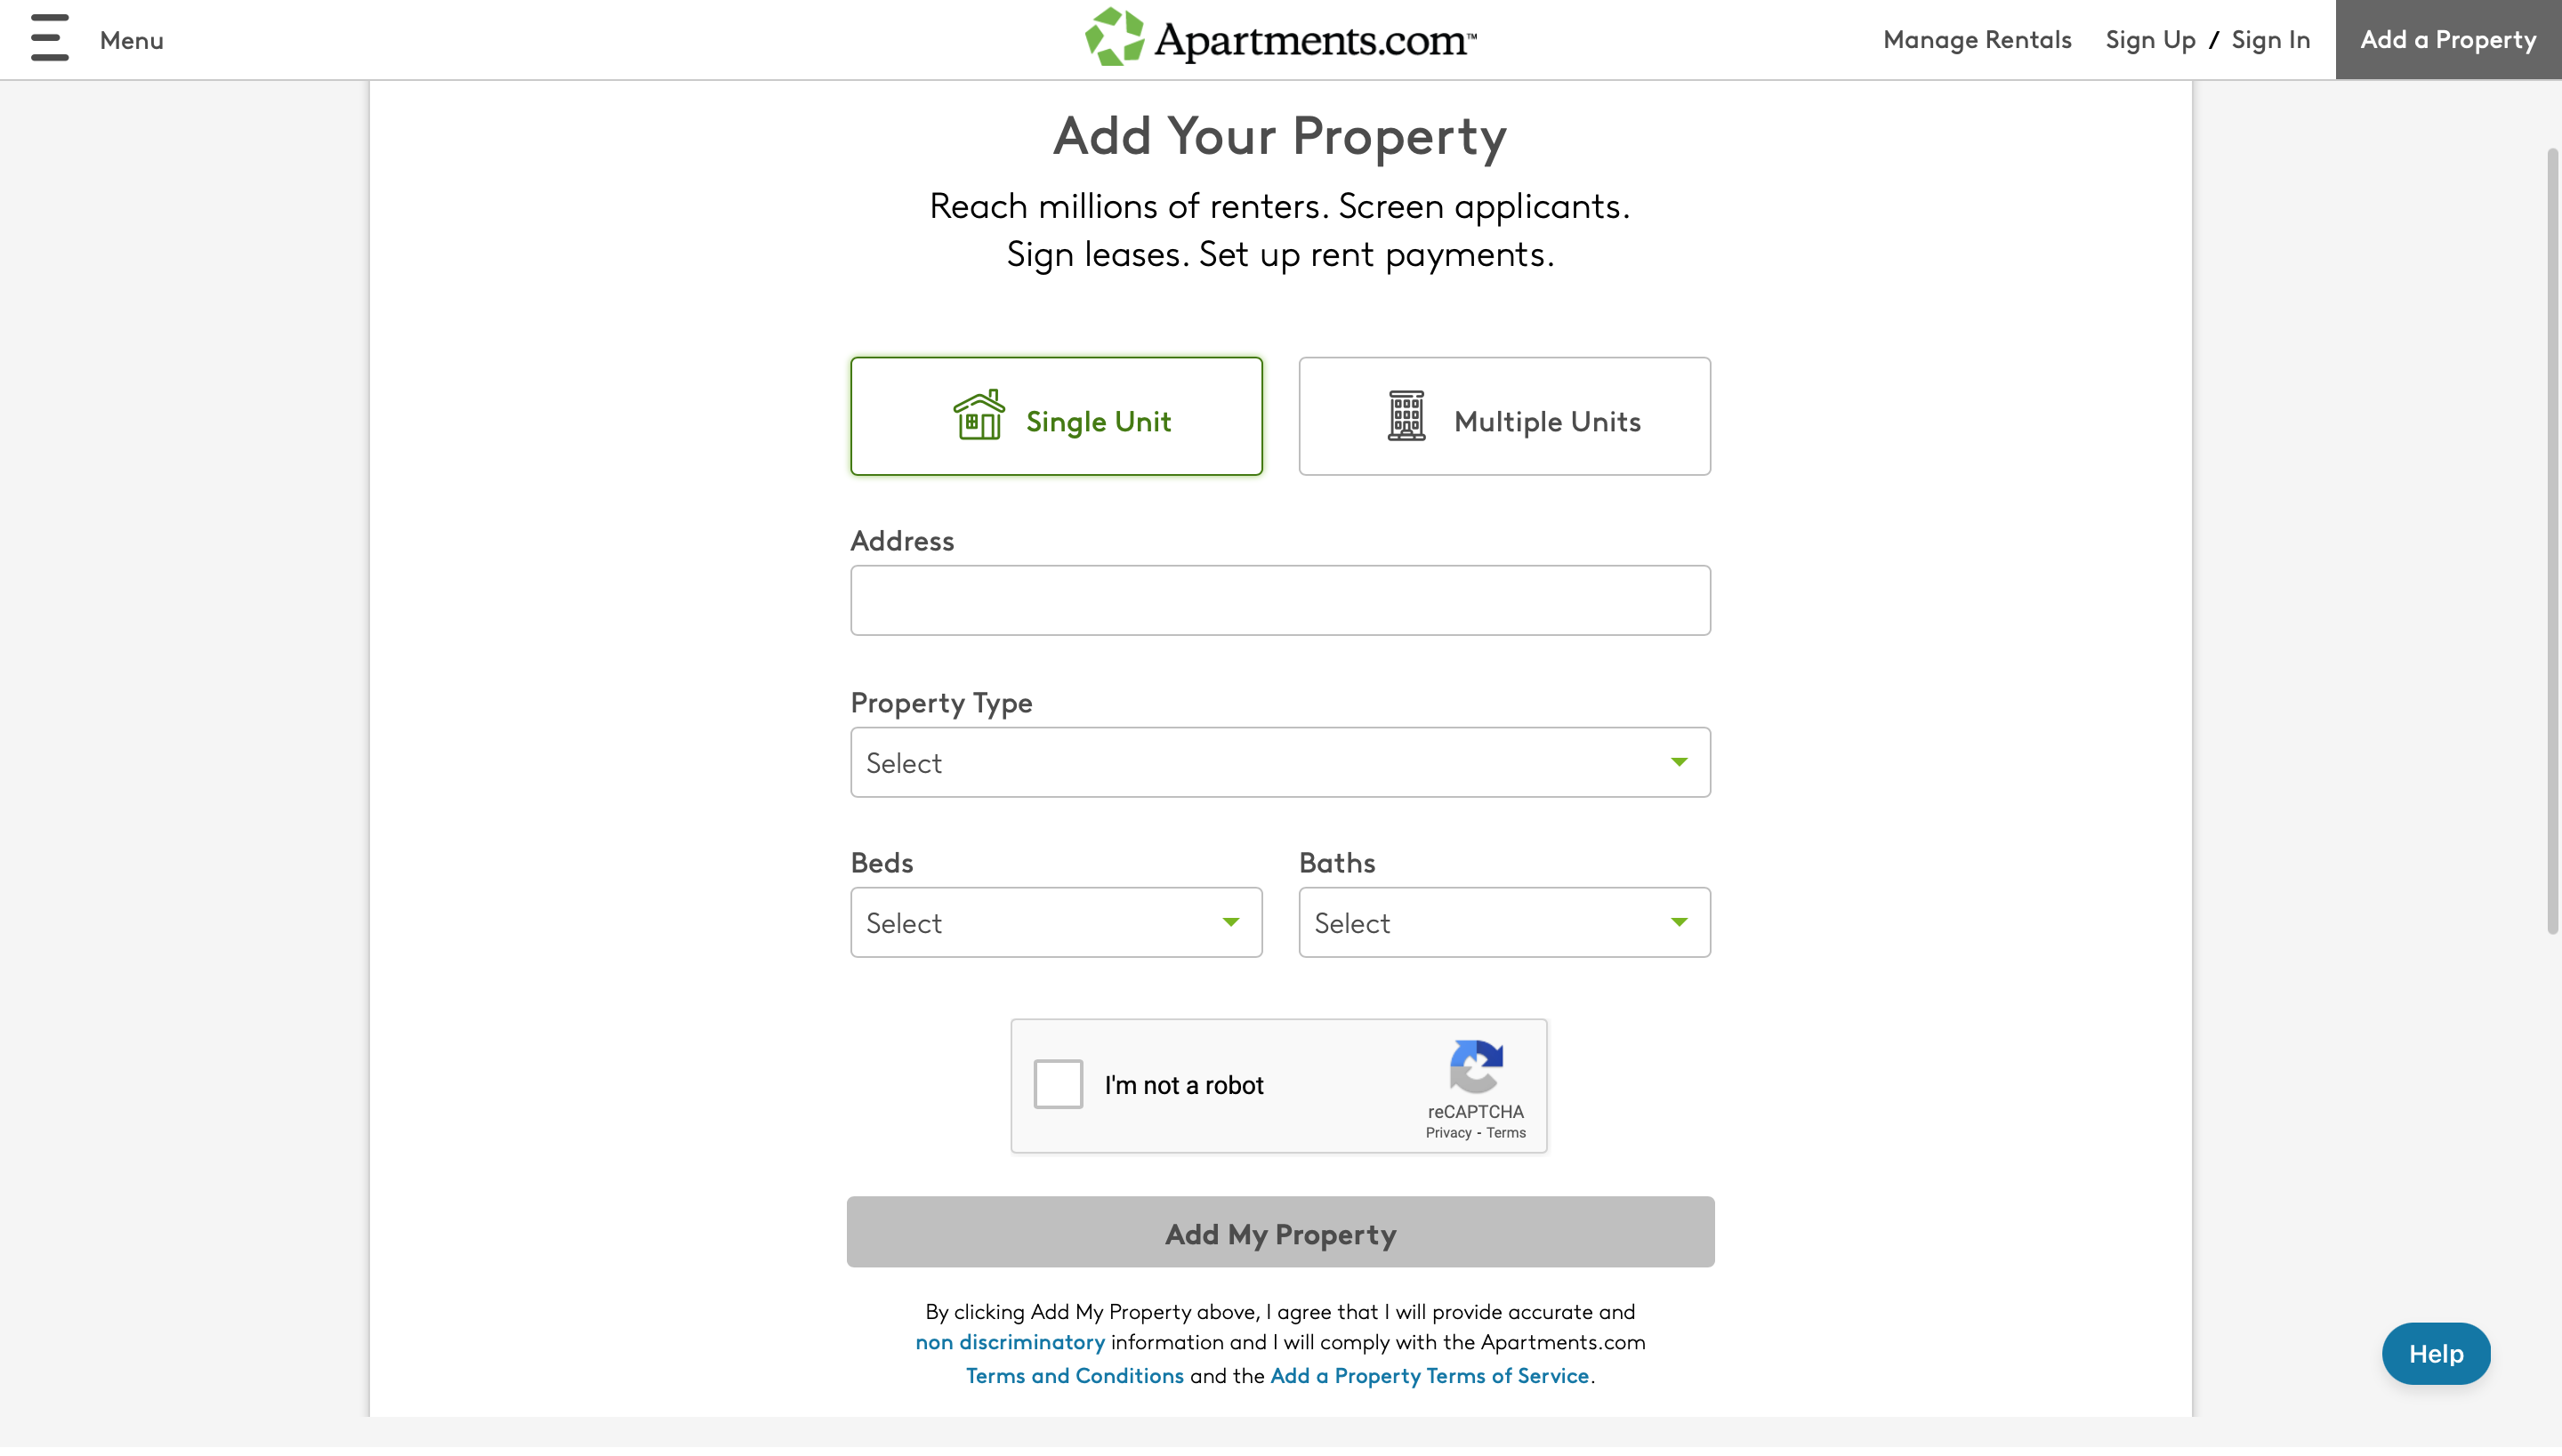 Menu
Apartments.com™
Manage Rentals
Sign Up / Sign In
Add a Property
Add Your Property
Reach millions of renters. Screen applicants.
Sign leases. Set up rent payments.
Single Unit
Multiple Units
Address
Property Type
Select
Beds
Baths
Select
Select
I'm not a robot
reCAPTCHA
Privacy - Terms
Add My Property
By clicking Add My Property above, I agree that I will provide accurate and
non discriminatory information and I will comply with the Apartments.com
Terms and Conditions and the Add a Property Terms of Service.
Help